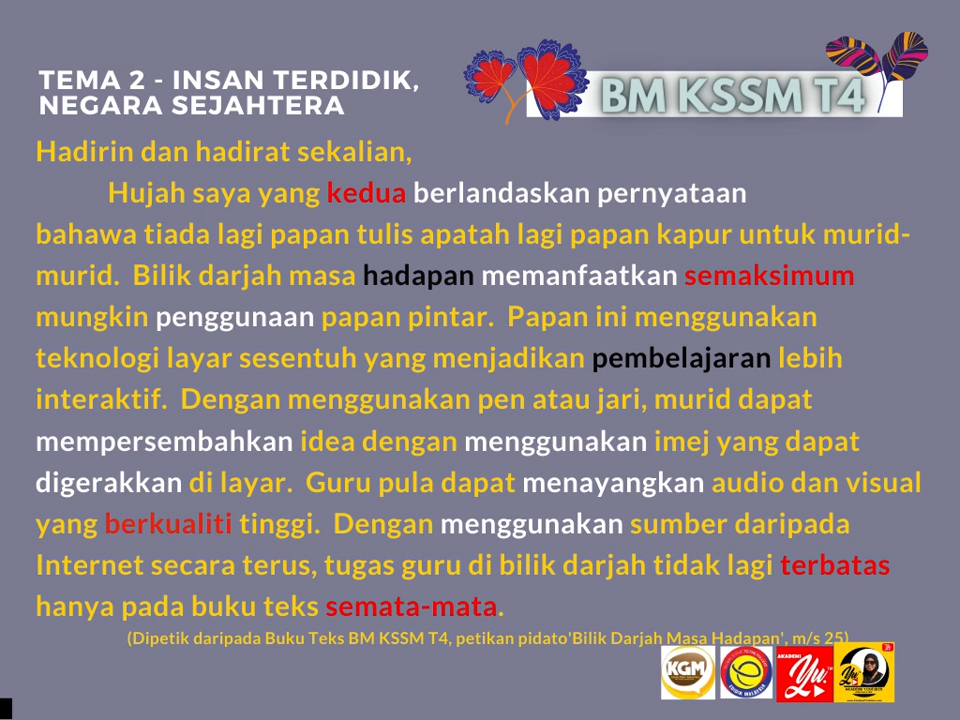 TEMA 2 - INSAN TERDIDIK,
NEGARA SEJAHTERA
BM KSSM T4
Hadirin dan hadirat sekalian,
Hujah saya yang kedua berlandaskan pernyataan
bahawa tiada lagi papan tulis apatah lagi papan kapur untuk murid-
murid. Bilik darjah masa hadapan memanfaatkan semaksimum
mungkin penggunaan papan pintar. Papan ini menggunakan
teknologi layar sesentuh yang menjadikan pembelajaran lebih
interaktif. Dengan menggunakan pen atau jari, murid dapat
mempersembahkan idea dengan menggunakan imej yang dapat
digerakkan di layar. Guru pula dapat menayangkan audio dan visual
yang berkualiti tinggi. Dengan menggunakan sumber daripada
Internet secara terus, tugas guru di bilik darjah tidak lagi terbatas
hanya pada buku teks semata-mata.
(Dipetik daripada Buku Teks BM KSSM T4, petikan pidato'Bilik Darjah Masa Hadapan', m/s 25)
KGM
AKADEMI
Yu